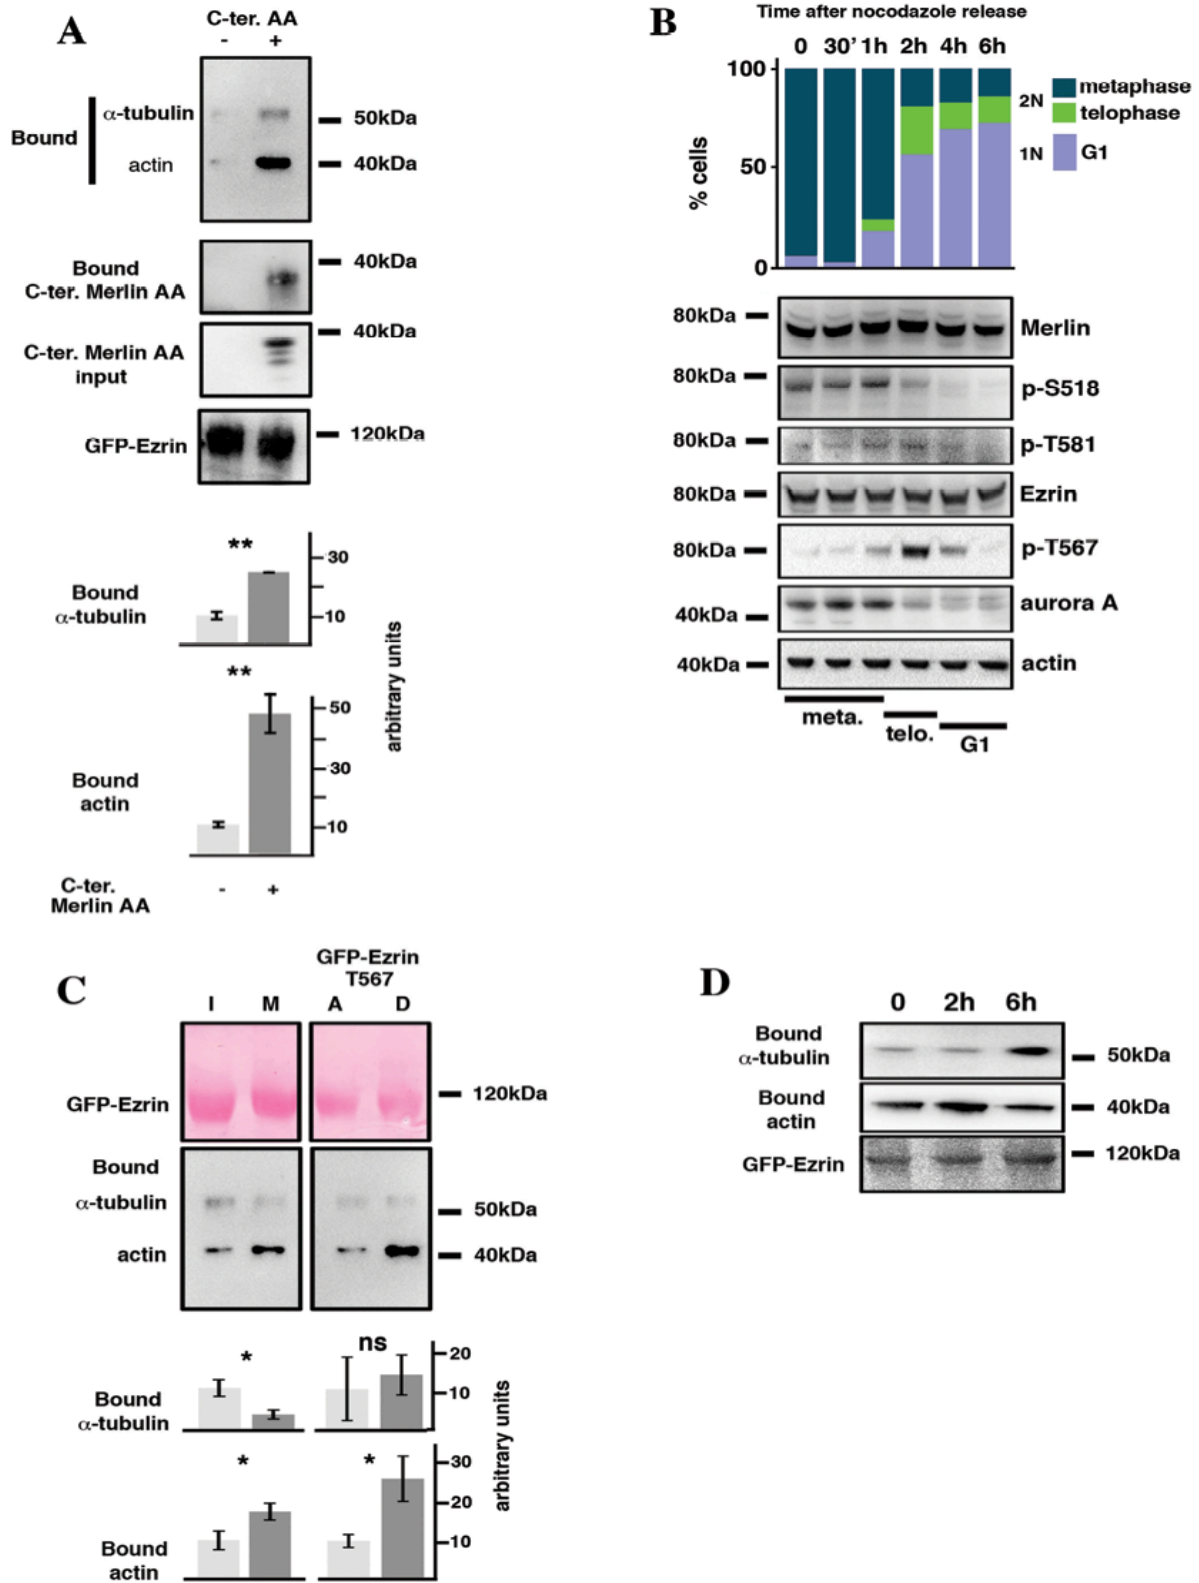 A
C-ter. AA
- +
Bound
α-tubulin
50kDa
actin
40kDa
Bound
C-ter. Merlin AA
40kDa
C-ter. Merlin AA
input
40kDa
GFP-Ezrin
120kDa
Bound
α-tubulin
**
30
10
Bound
actin
**
50
30
10
arbitrary units
C-ter.
Merlin AA
- +
B
Time after nocodazole release
0 30’ 1h 2h 4h 6h
100
50
0
% cells
2N
metaphase
telophase
1N
G1
80kDa
Merlin
80kDa
p-S518
80kDa
p-T581
80kDa
Ezrin
80kDa
p-T567
40kDa
aurora A
40kDa
actin
meta.
telo.
G1
C
GFP-Ezrin
T567
I M A D
GFP-Ezrin
120kDa
Bound
α-tubulin
50kDa
actin
40kDa
Bound
α-tubulin
*
ns
20
10
Bound
actin
*
*
30
20
10
arbitrary units
D
0 2h 6h
Bound
α-tubulin
50kDa
Bound
actin
40kDa
GFP-Ezrin
120kDa